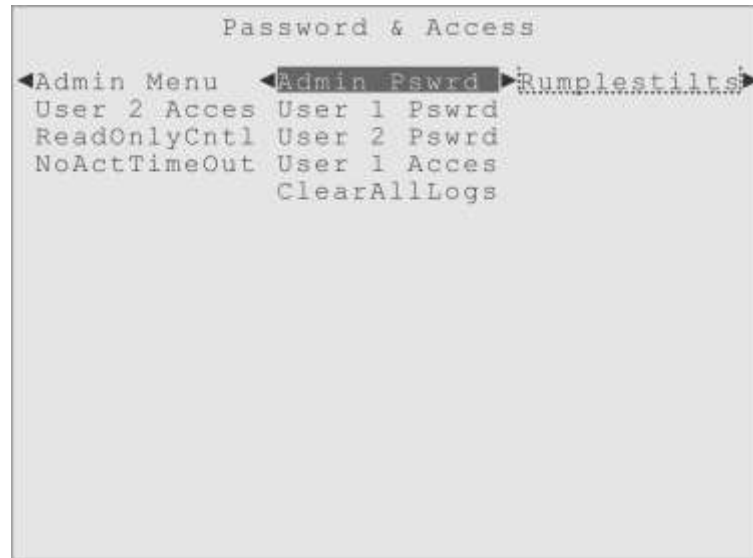 Password & Access
Admin Menu Admin Pswrd Rumplestilts
User 2 Acces User 1 Pswrd
ReadOnlyCntl User 2 Pswrd
NoActTimeOut User 1 Acces
ClearAllLogs